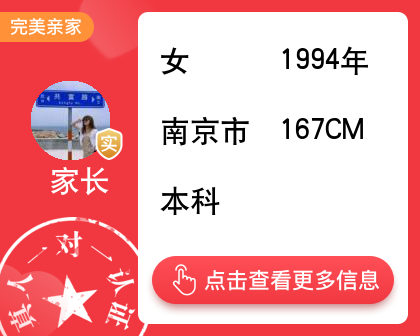 完美亲家
女 1994年
南京市 167CM
本科
共富路
实
家长
一对一
真人认证
点击查看更多信息